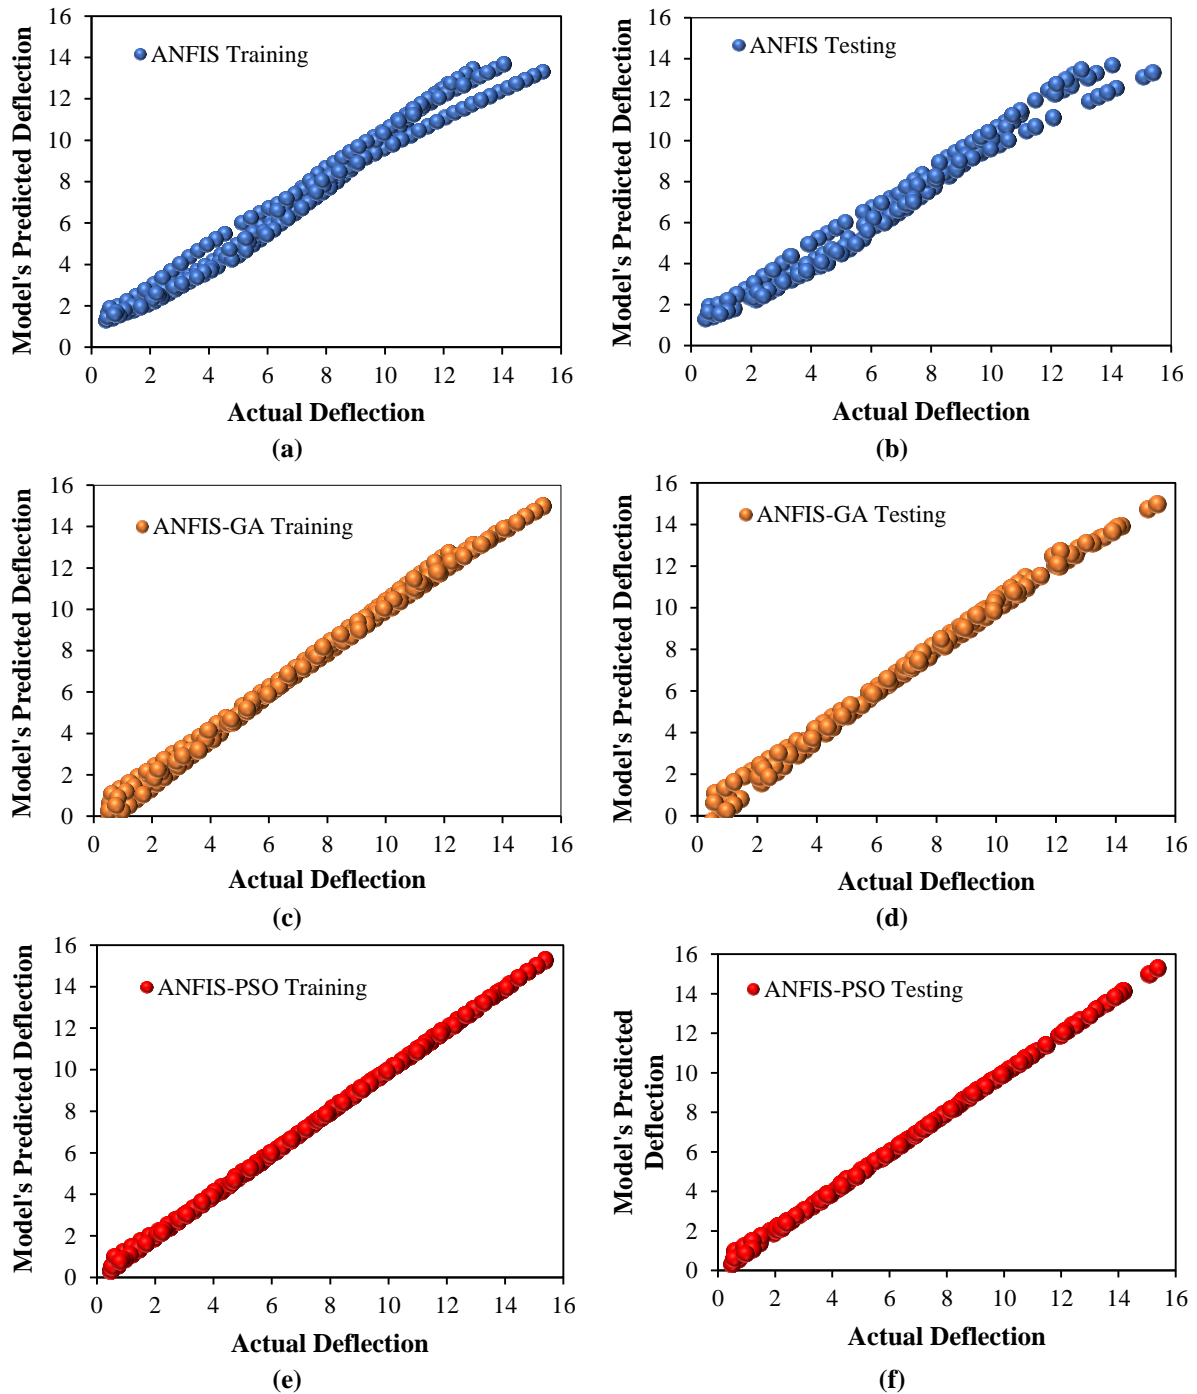 16
14
12
10
8
6
4
2
0
ANFIS Training
Model's Predicted Deflection
0 2 4 6 8 10 12 14 16
Actual Deflection
(a)
16
14
12
10
8
6
4
2
0
ANFIS Testing
Model's Predicted Deflection
0 2 4 6 8 10 12 14 16
Actual Deflection
(b)
16
14
12
10
8
6
4
2
0
ANFIS-GA Training
Model's Predicted Deflection
0 2 4 6 8 10 12 14 16
Actual Deflection
(c)
16
14
12
10
8
6
4
2
0
ANFIS-GA Testing
Model's Predicted Deflection
0 2 4 6 8 10 12 14 16
Actual Deflection
(d)
16
14
12
10
8
6
4
2
0
ANFIS-PSO Training
Model's Predicted Deflection
0 2 4 6 8 10 12 14 16
Actual Deflection
(e)
16
14
12
10
8
6
4
2
0
ANFIS-PSO Testing
Model's Predicted
Deflection
0 2 4 6 8 10 12 14 16
Actual Deflection
(f)